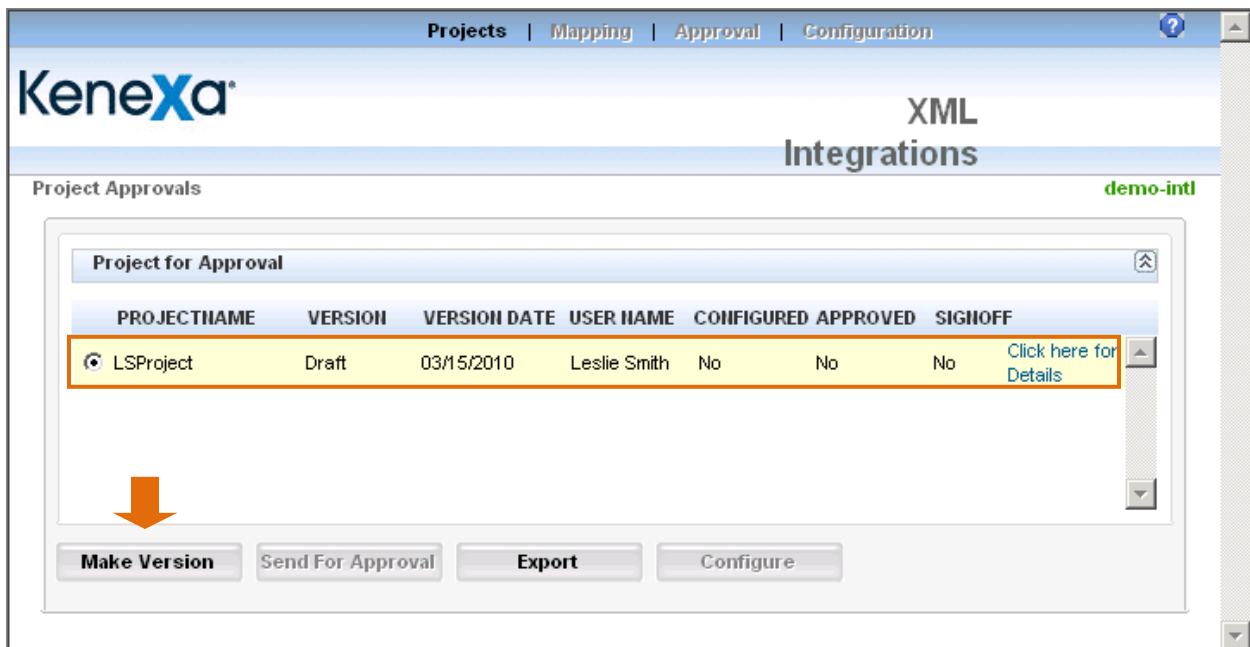 Projects | Mapping | Approval | Configuration ?
Kenexa
XML
Integrations
Project Approvals demo-intl
Project for Approval
PROJECTNAME VERSION VERSION DATE USER NAME CONFIGURED APPROVED SIGNOFF
LSProject Draft 03/15/2010 Leslie Smith No No No Click here for
Details
Make Version Send For Approval Export Configure